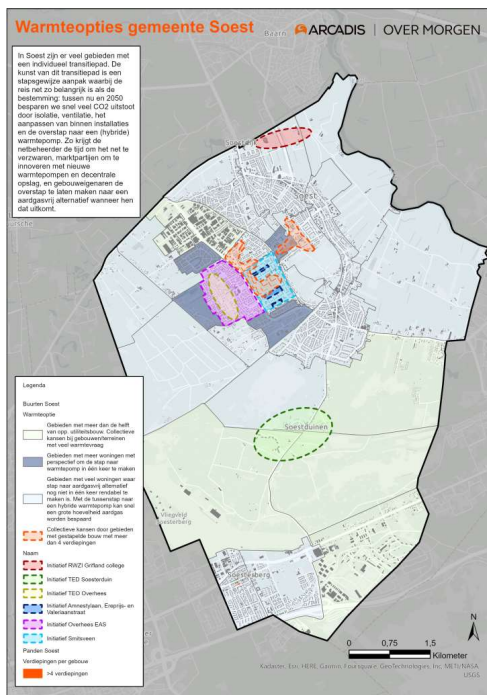 Warmteopties gemeente Soest
Baarn
ARCADIS | OVER MORGEN
In Soest zijn er veel gebieden met
een individueel transitiepad. De
kunst van dit transitiepad is een
stapsgewijze aanpak waarbij de
reis net zo belangrijk is als de
bestemming: tussen nu en 2050
besparen we snel veel CO2 uitstoot
door isolatie, ventilatie, het
aanpassen van binnen installaties
en de overstap naar een (hybride)
warmtepomp. Zo krijgt de
netbeheerder de tijd om het net te
verzwaren, marktpartijen om te
innoveren met nieuwe
warmtepompen en decentrale
opslag, en gebouweigenaren de
overstap te laten maken naar een
aardgasvrij alternatief wanneer hen
dat uitkomt.
Soest
Soestduinen
Soesterberg
Legenda
Buurten Soest
Warmteoptie
Gebieden met meer dan de helft
van opp. utiliteitsbouw. Collectieve
kansen bij gebouwen/terreinen
met veel warmtevraag
Gebieden met meer woningen met
perspectief om de stap naar
warmtepomp in één keer te maken
Gebieden met veel woningen waar
stap naar aardgasvrij alternatief
nog niet in één keer rendabel te
maken is. Met de tussenstap naar
een hybride warmtepomp kan snel
een grote hoeveelheid aardgas
worden bespaard
Collectieve kansen door gebieden
met gestapelde bouw met meer
dan 4 verdiepingen
Naam
Initiatief RWZI Griftland college
Initiatief TED Soesterduin
Initiatief TEO Overhees
Initiatief Amnestylaan, Ereprijs- en
Valeriaanstraat
Initiatief Overhees EAS
Initiatief Smitsveen
Panden Soest
Verdiepingen per gebouw
>4 verdiepingen
N
0 0,75 1,5
Kilometer
Kadaster, Esri, HERE, Garmin, Foursquare, GeoTechnologies, Inc, METI/NASA,
USGS